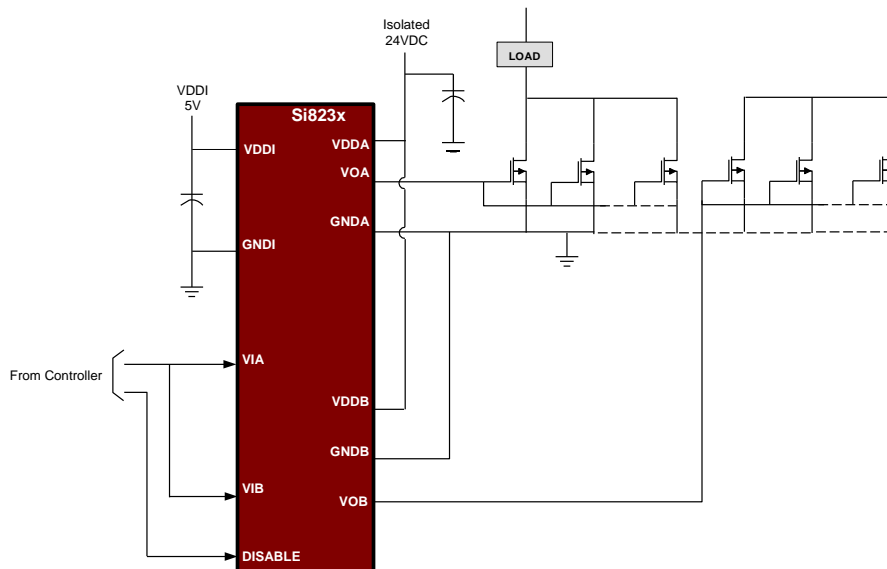 Isolated
24VDC
LOAD
VDDI
5V
Si823x
VDDI
VDDA
VOA
GNDA
GNDI
From Controller
VIA
VDDB
GNDB
VIB
VOB
DISABLE